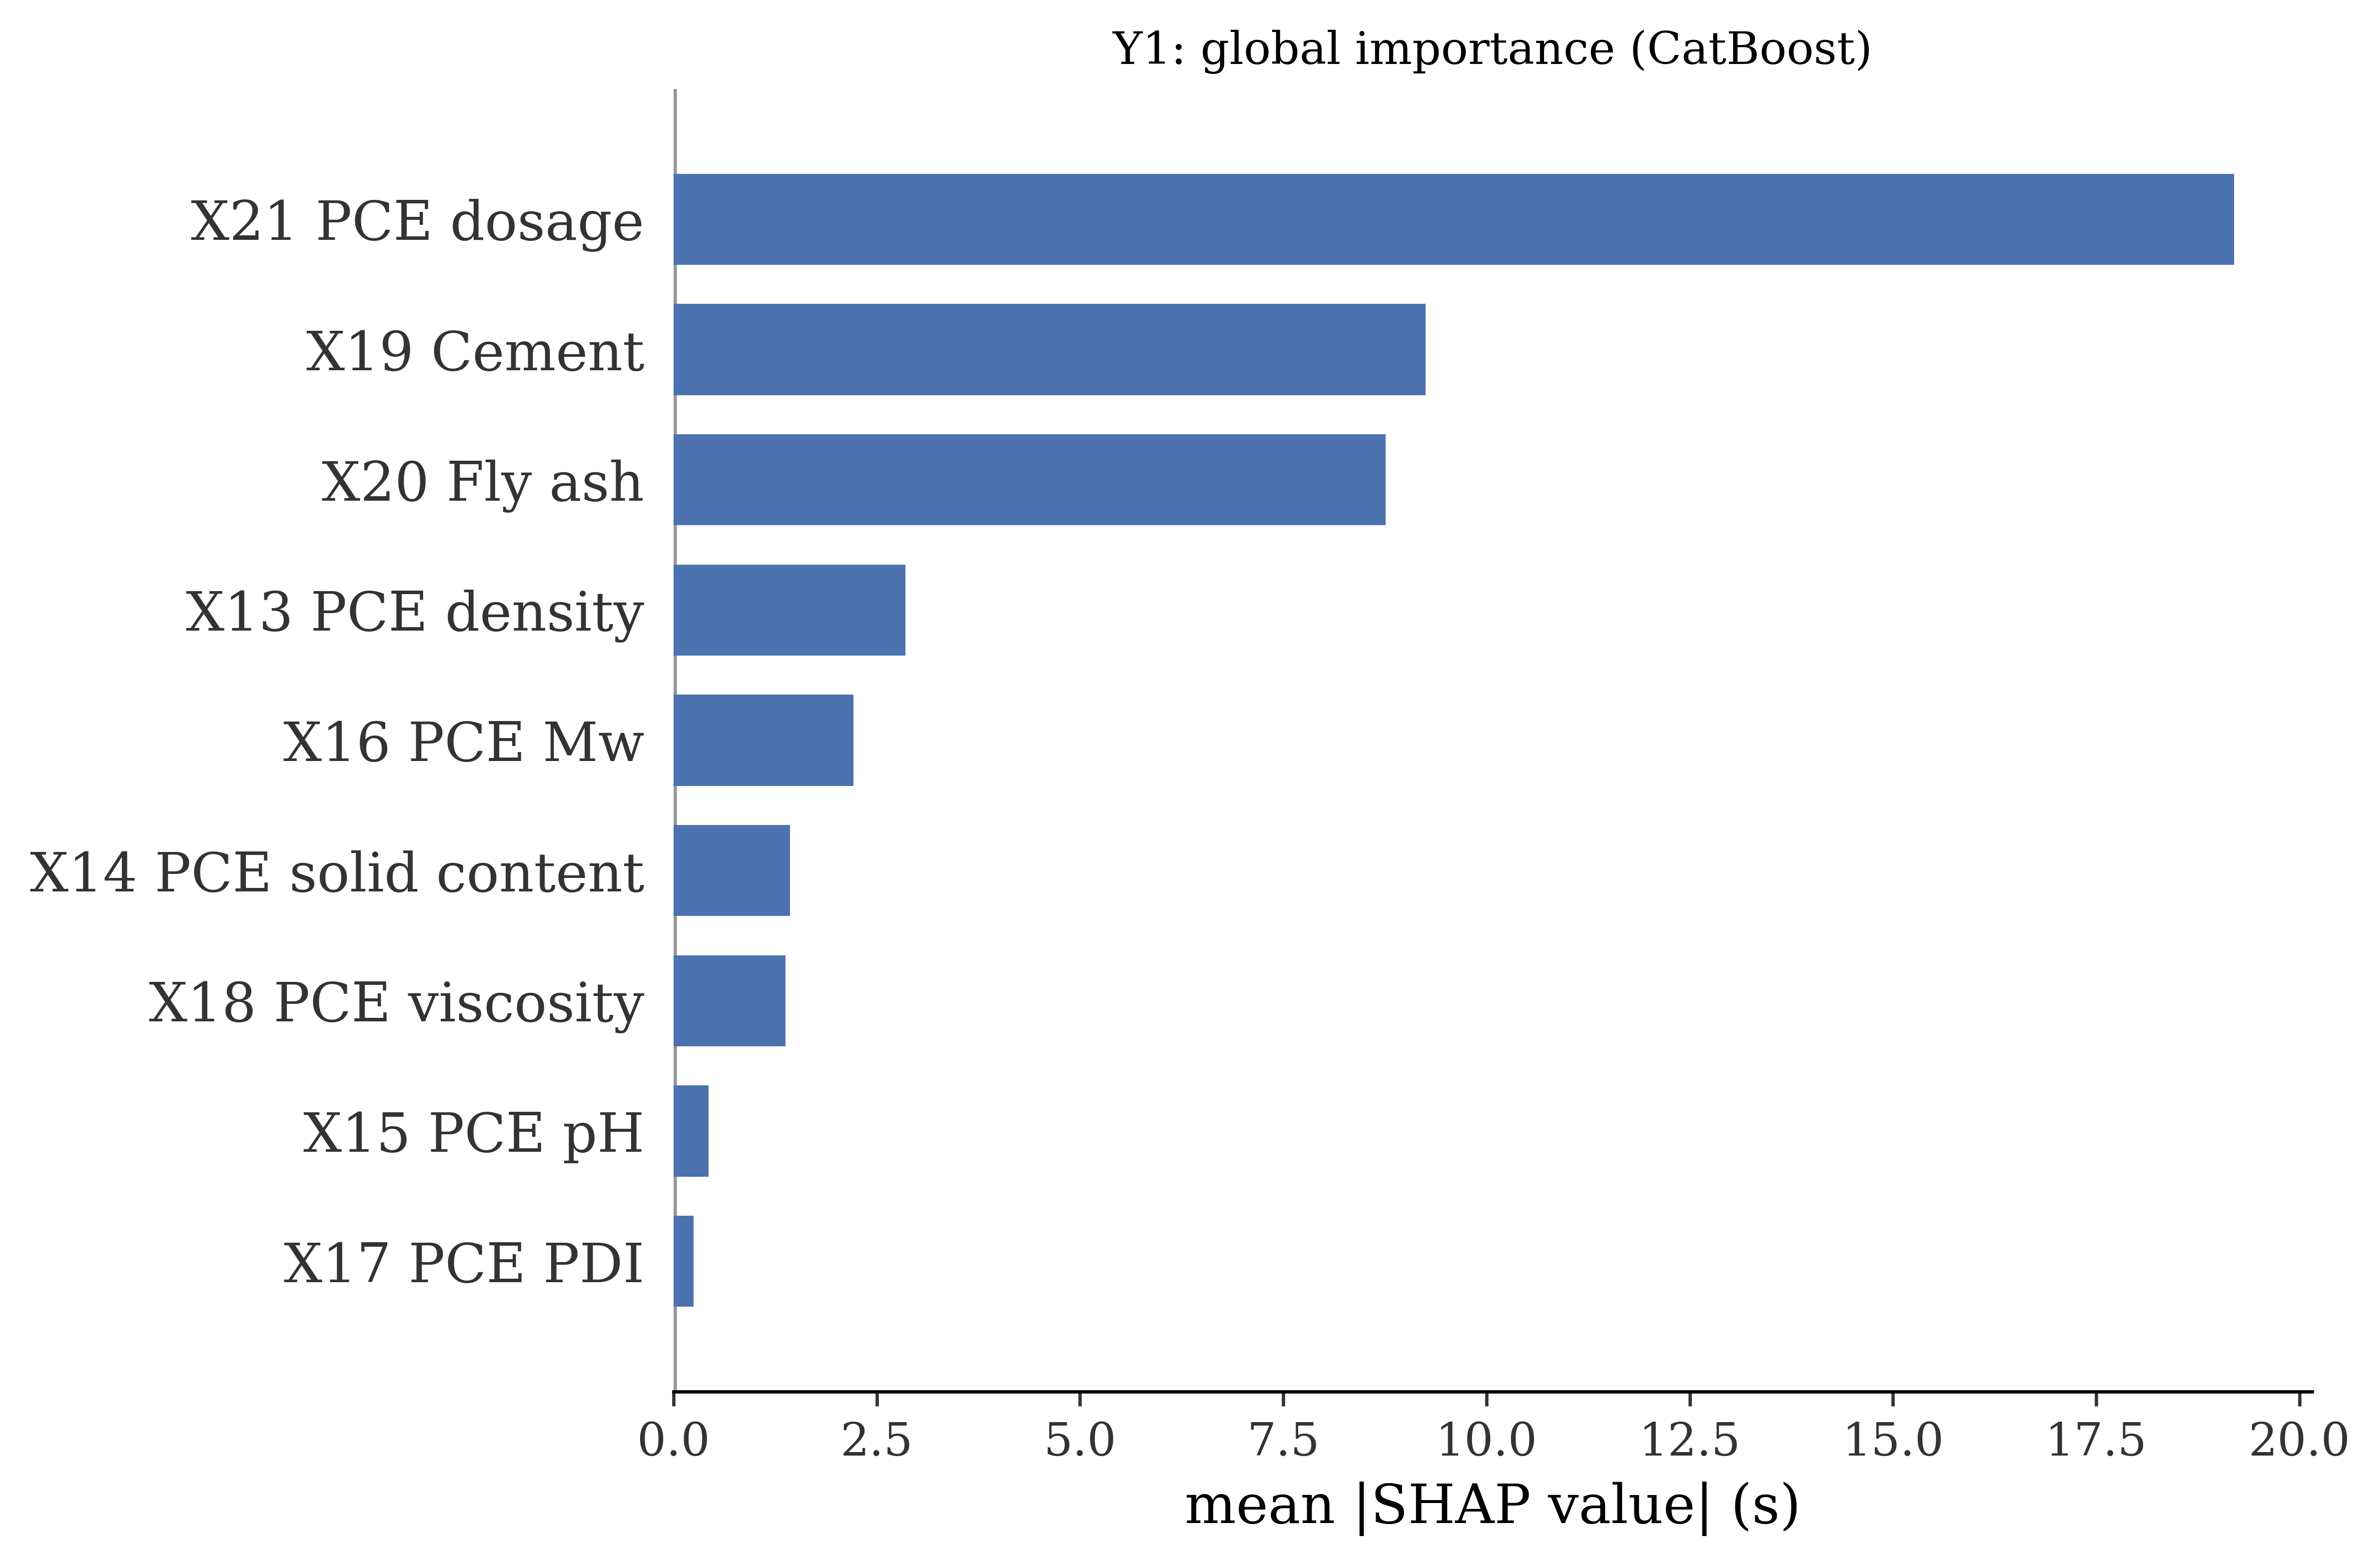 Y1: global importance (CatBoost)
X21 PCE dosage
X19 Cement
X20 Fly ash
X13 PCE density
X16 PCE Mw
X14 PCE solid content
X18 PCE viscosity
X15 PCE pH
X17 PCE PDI
0.0 2.5 5.0 7.5 10.0 12.5 15.0 17.5 20.0
mean |SHAP value| (s)